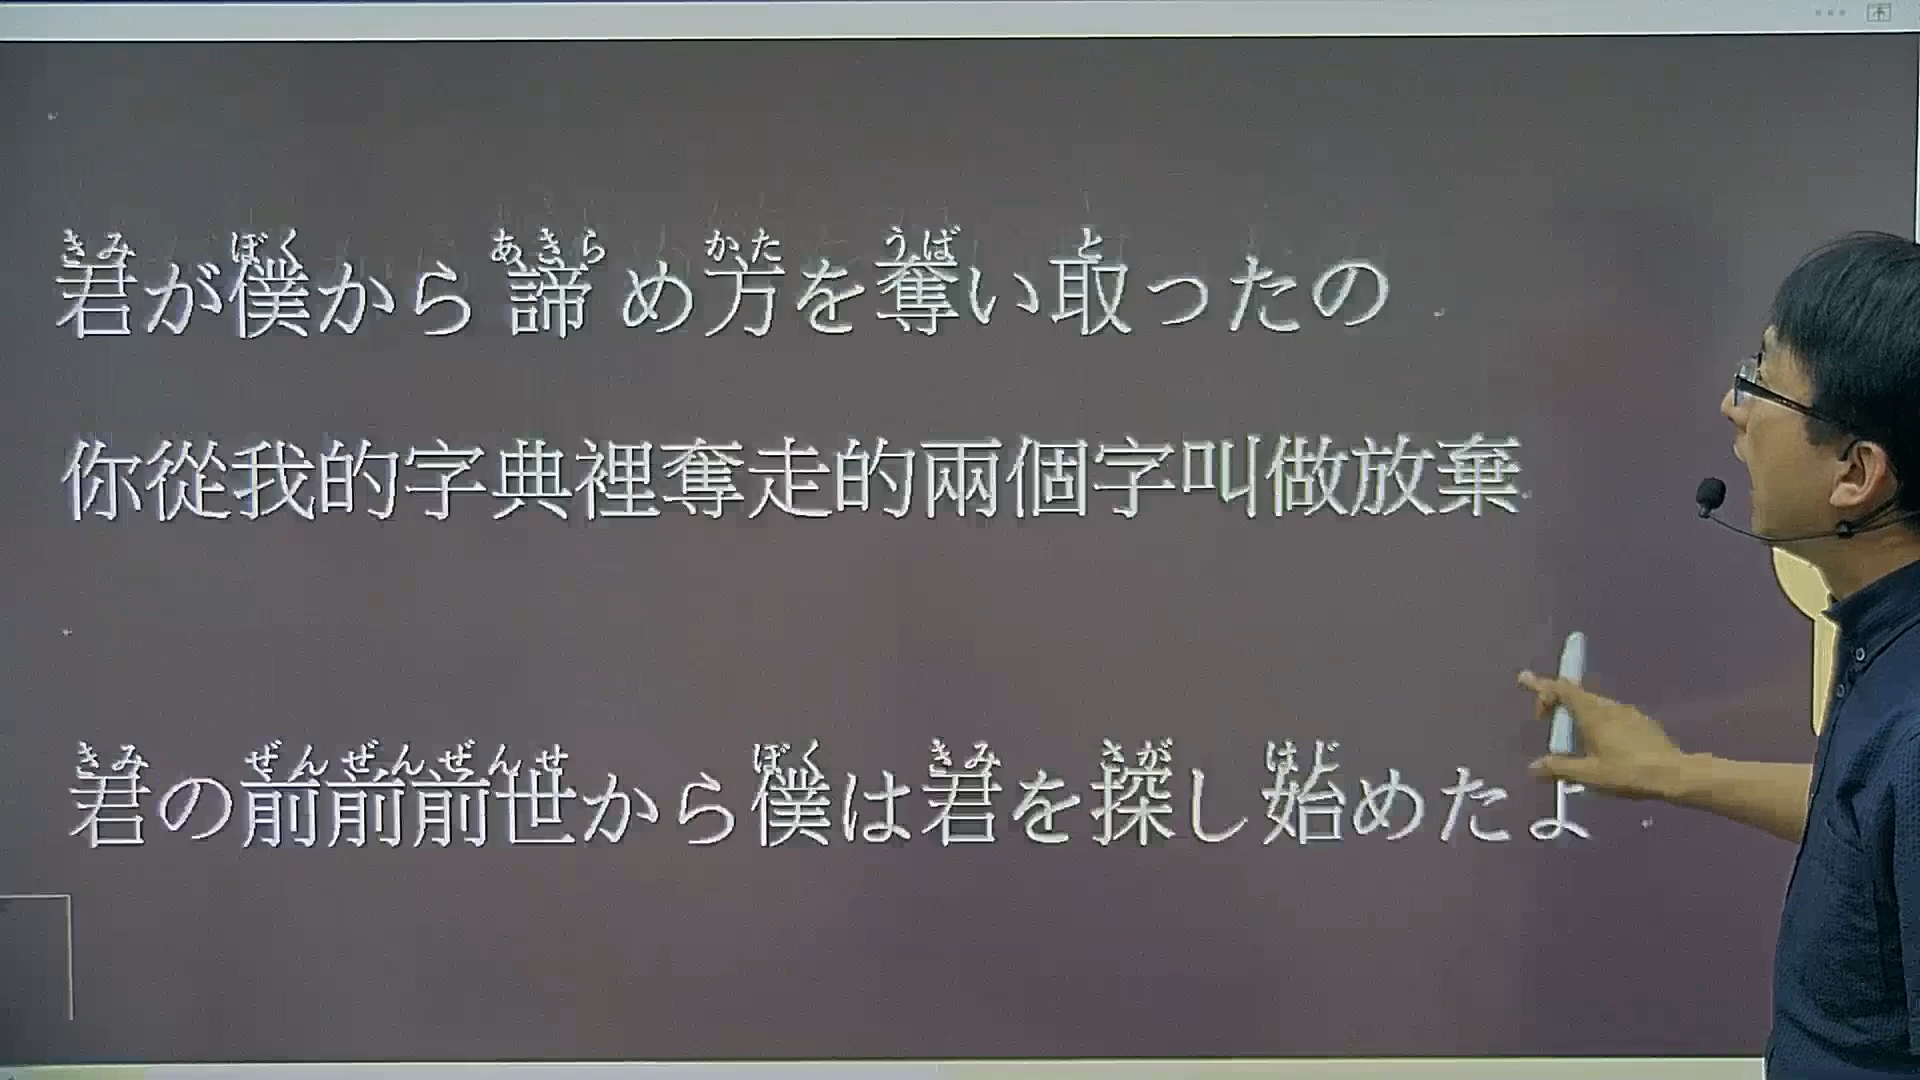 きみ ぼく あきら かた うば と
君が僕から諦め方を奪い取ったの
你從我的字典裡奪走的兩個字叫做放棄
きみ ぜんぜんぜんせ ぼく きみ さが はじ
君の前前前世から僕は君を探し始めたよ